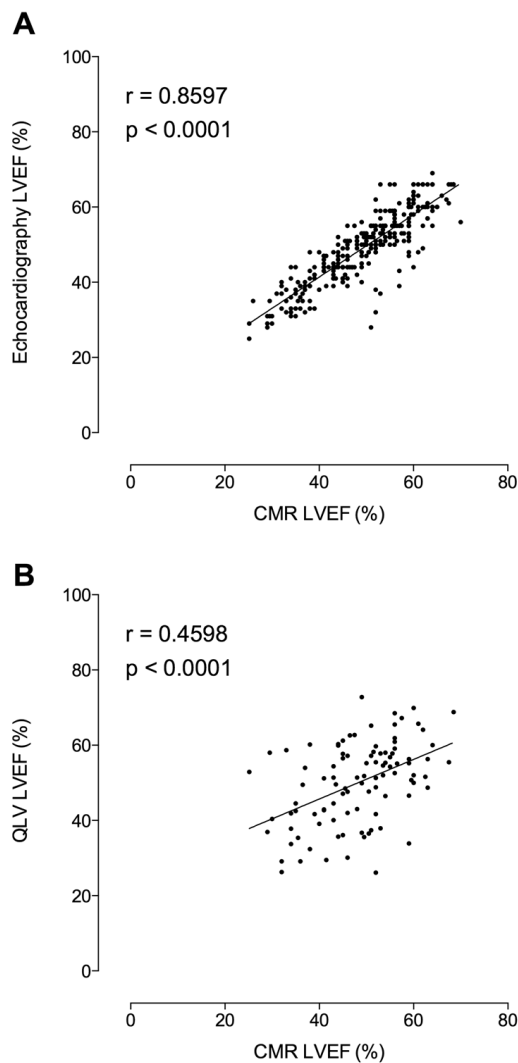 A
100
80
60
40
20
0
Echocardiography LVEF (%)
r = 0.8597
p < 0.0001
0 20 40 60 80
CMR LVEF (%)
B
100
80
60
40
20
0
QLV LVEF (%)
r = 0.4598
p < 0.0001
0 20 40 60 80
CMR LVEF (%)